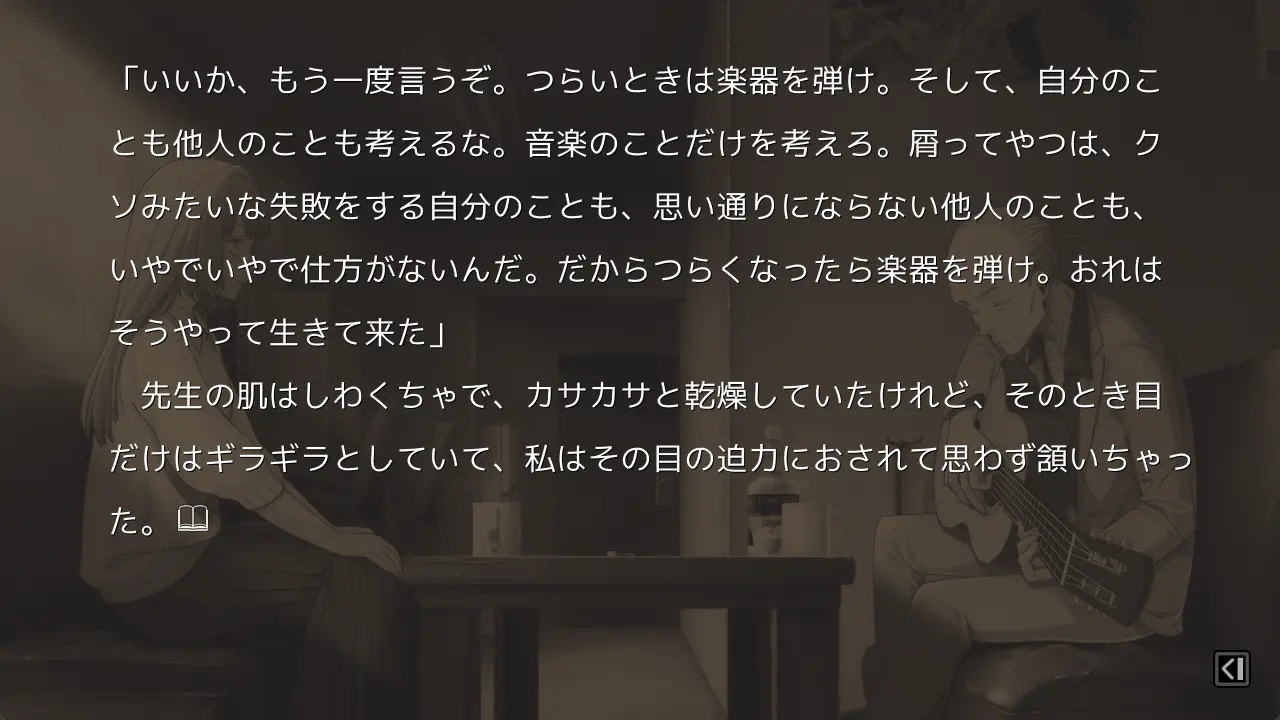 「いいか、もう一度言うぞ。つらいときは楽器を弾け。そして、自分のこ
とも他人のことも考えるな。音楽のことだけを考えろ。屑ってやつは、ク
ソみたいな失敗をする自分のことも、思い通りにならない他人のことも、
いやでいやで仕方がないんだ。だからつらくなったら楽器を弾け。おれは
そうやって生きて来た」
　先生の肌はしわくちゃで、カサカサと乾燥していたけれど、そのとき目
だけはギラギラとしていて、私はその目の迫力におされて思わず頷いちゃっ
た。